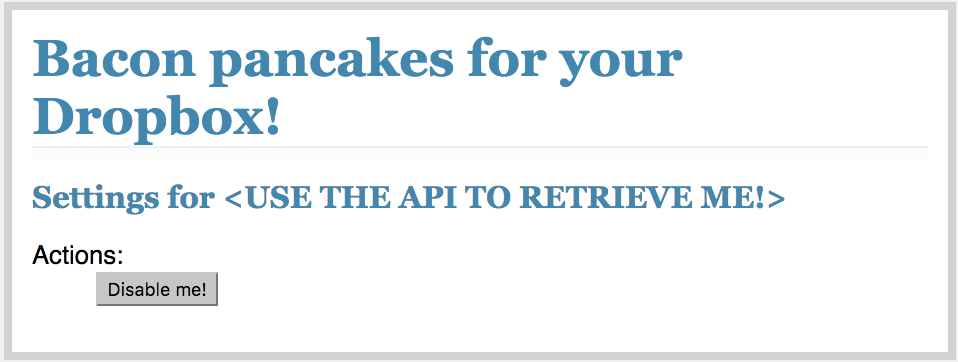 Bacon pancakes for your
Dropbox!
Settings for <USE THE API TO RETRIEVE ME!>
Actions:
Disable me!